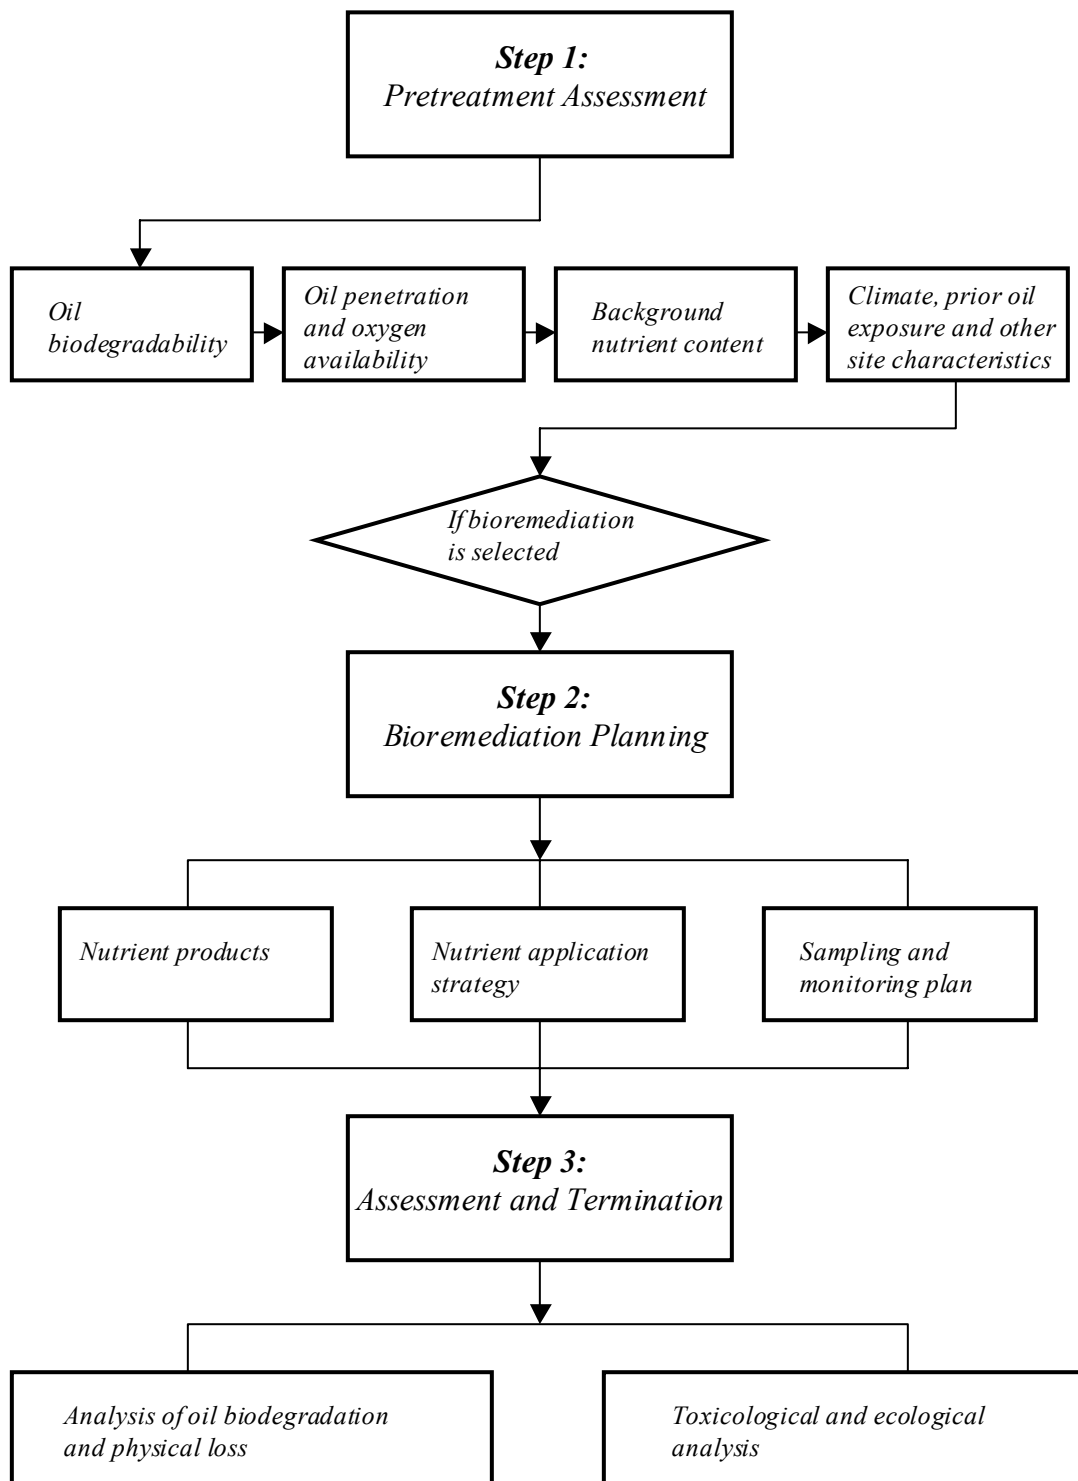 Step 1:
Pretreatment Assessment
Oil
biodegradability
Oil penetration
and oxygen
availability
Background
nutrient content
Climate, prior oil
exposure and other
site characteristics
If bioremediation
is selected
Step 2:
Bioremediation Planning
Nutrient products
Nutrient application
strategy
Sampling and
monitoring plan
Step 3:
Assessment and Termination
Analysis of oil biodegradation
and physical loss
Toxicological and ecological
analysis